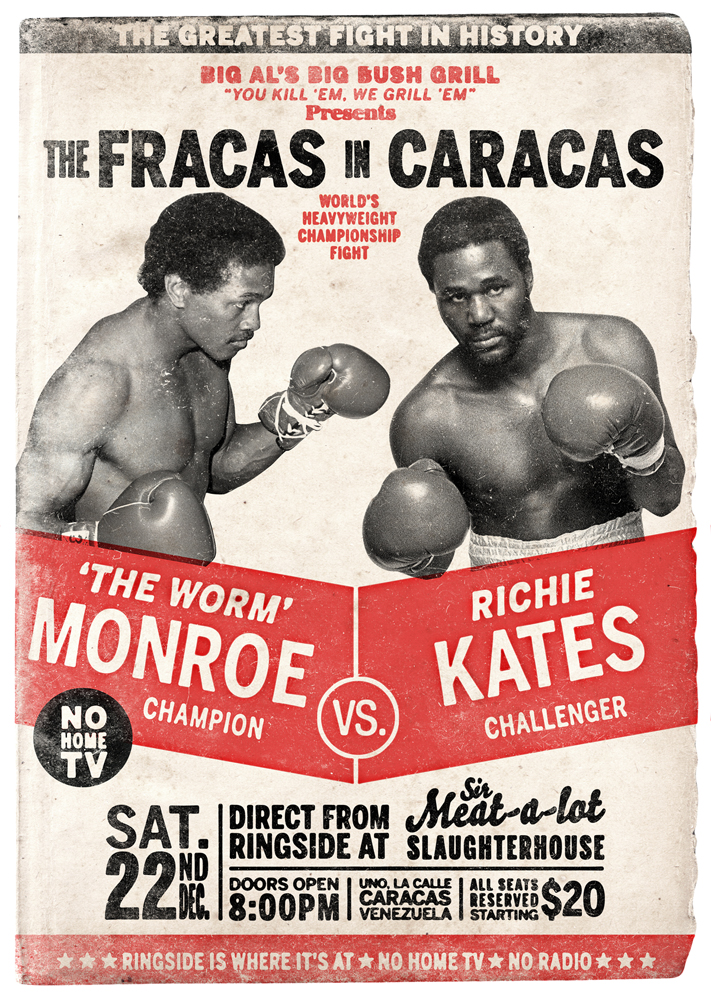 THE GREATEST FIGHT IN HISTORY
BIG AL'S BIG BUSH GRILL
"YOU KILL 'EM, WE GRILL 'EM"
Presents
THE FRACAS IN CARACAS
WORLD'S
HEAVYWEIGHT
CHAMPIONSHIP
FIGHT
'THE WORM'
MONROE
CHAMPION
VS.
RICHIE
KATES
CHALLENGER
NO
HOME
TV
SAT.
22ND
DEC.
DIRECT FROM
RINGSIDE AT
Sir
Meat-a-lot
SLAUGHTERHOUSE
DOORS OPEN
8:00PM
UNO, LA CALLE
CARACAS
VENEZUELA
ALL SEATS
RESERVED
STARTING
$20
★★★RINGSIDE IS WHERE IT'S AT★NO HOME TV★NO RADIO★★★